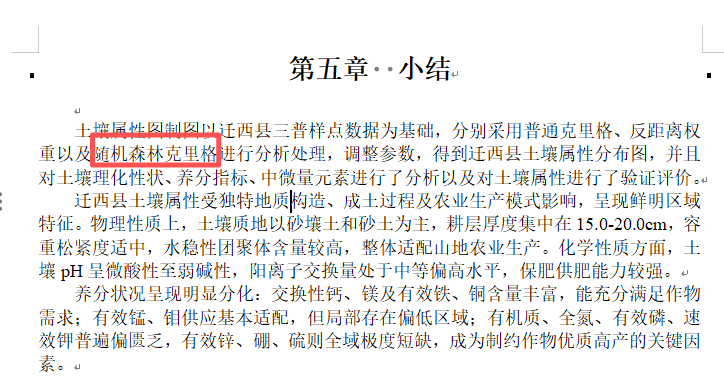 第五章 小结
土壤属性图制图以迁西县三普样点数据为基础，分别采用普通克里格、反距离权
重以及随机森林克里格进行分析处理，调整参数，得到迁西县土壤属性分布图，并且
对土壤理化性状、养分指标、中微量元素进行了分析以及对土壤属性进行了验证评价。
迁西县土壤属性受独特地质构造、成土过程及农业生产模式影响，呈现鲜明区域
特征。物理性质上，土壤质地以砂壤土和砂土为主，耕层厚度集中在 15.0-20.0cm，容
重松紧度适中，水稳性团聚体含量较高，整体适配山地农业生产。化学性质方面，土
壤 pH 呈微酸性至弱碱性，阳离子交换量处于中等偏高水平，保肥供肥能力较强。
养分状况呈现明显分化：交换性钙、镁及有效铁、铜含量丰富，能充分满足作物
需求；有效锰、钼供应基本适配，但局部存在偏低区域；有机质、全氮、有效磷、速
效钾普遍偏匮乏，有效锌、硼、硫则全域极度短缺，成为制约作物优质高产的关键因
素。